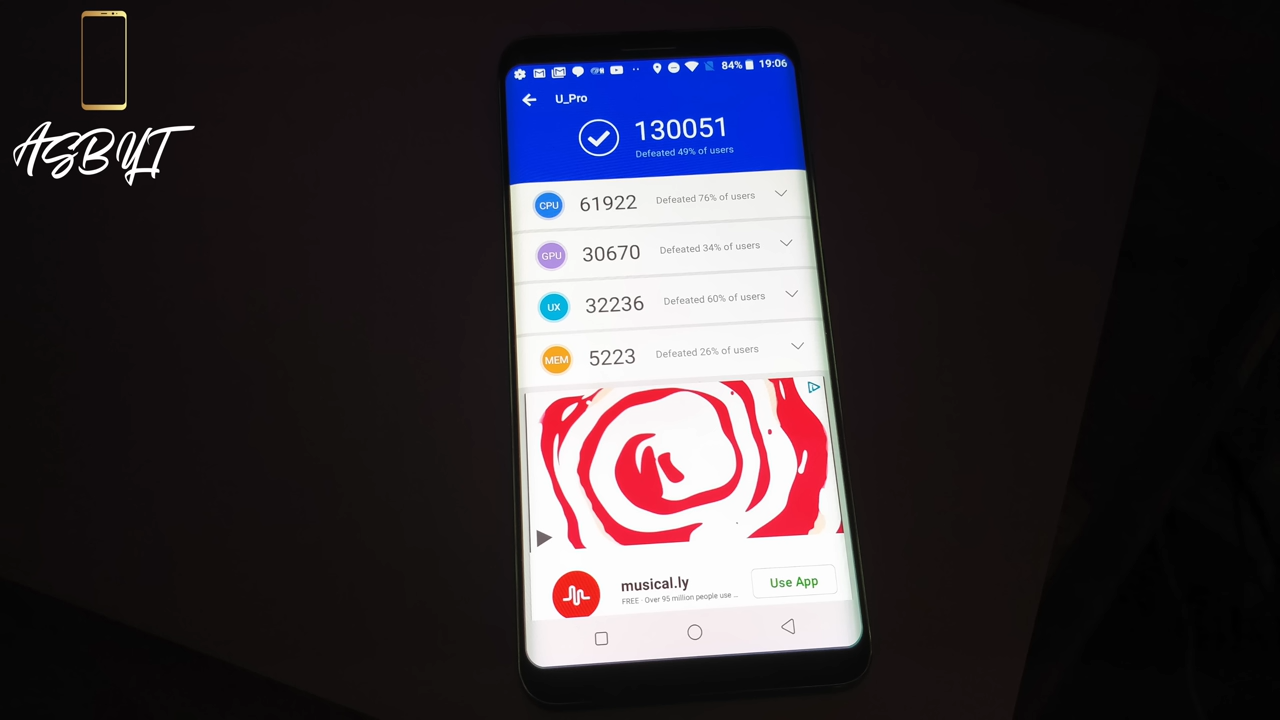 ASBYT
84% 19:06
U_Pro
130051
Defeated 49% of users
CPU 61922 Defeated 76% of users
GPU 30670 Defeated 34% of users
UX 32236 Defeated 60% of users
MEM 5223 Defeated 26% of users
musical.ly
FREE · Over 95 million people use ...
Use App